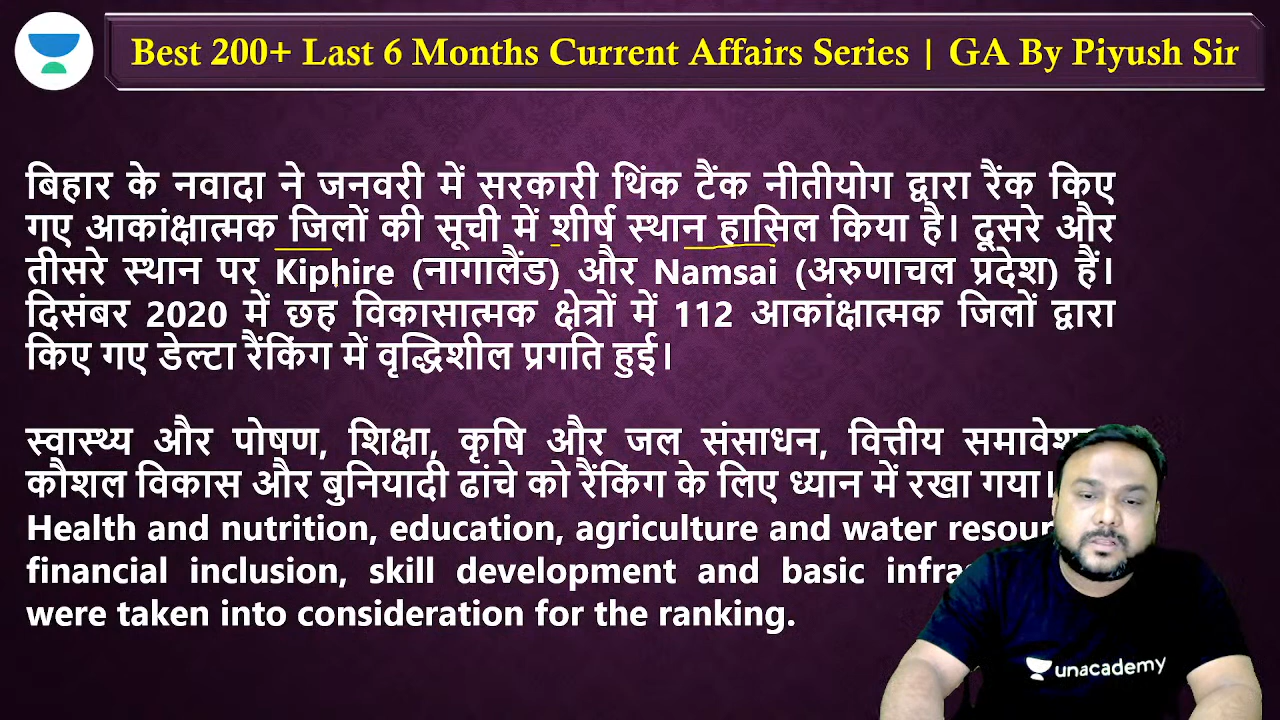 Best 200+ Last 6 Months Current Affairs Series | GA By Piyush Sir
बिहार के नवादा ने जनवरी में सरकारी थिंक टैंक नीतीयोग द्वारा रैंक किए
गए आकांक्षात्मक जिलों की सूची में शीर्ष स्थान हासिल किया है। दूसरे और
तीसरे स्थान पर Kiphire (नागालैंड) और Namsai (अरुणाचल प्रदेश) हैं।
दिसंबर 2020 में छह विकासात्मक क्षेत्रों में 112 आकांक्षात्मक जिलों द्वारा
किए गए डेल्टा रैंकिंग में वृद्धिशील प्रगति हुई।
स्वास्थ्य और पोषण, शिक्षा, कृषि और जल संसाधन, वित्तीय
कौशल विकास और बुनियादी ढांचे को रैंकिंग के लिए ध्यान में रखा गया।
Health and nutrition, education, agriculture and water
financial inclusion, skill development and basic
were taken into consideration for the ranking.
unacademy